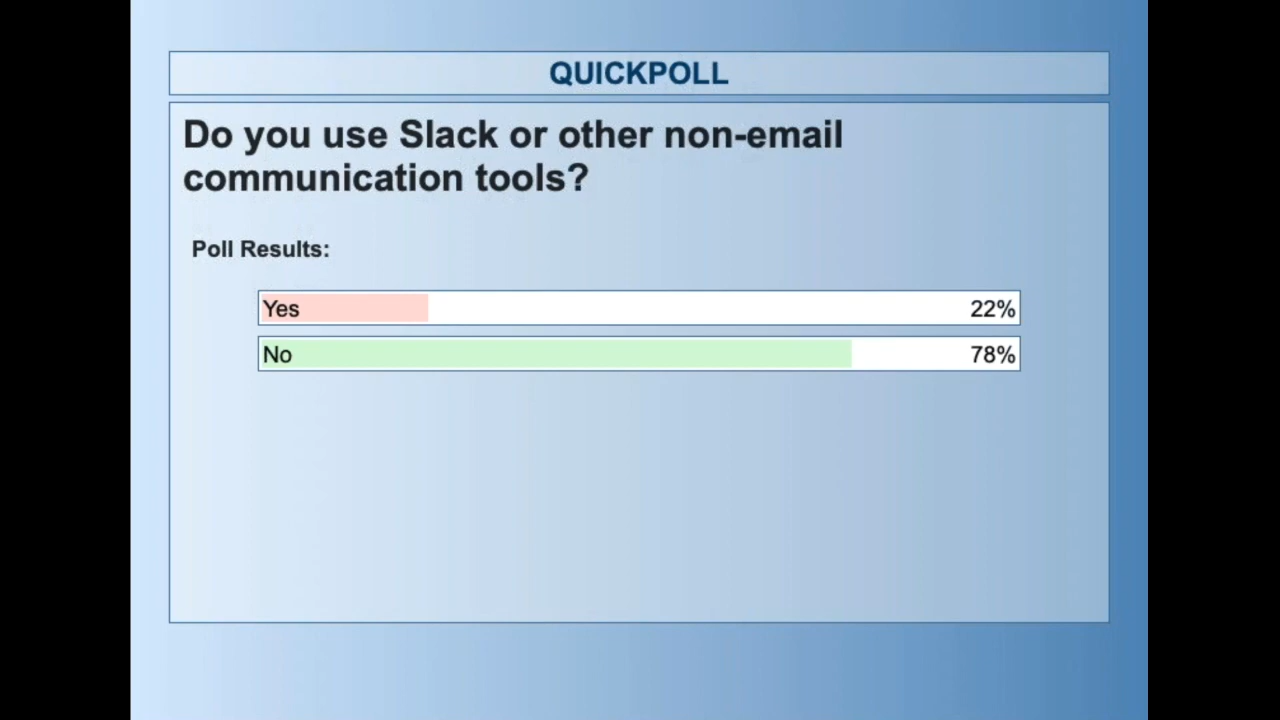 QUICKPOLL
Do you use Slack or other non-email
communication tools?
Poll Results:
Yes 22%
No 78%